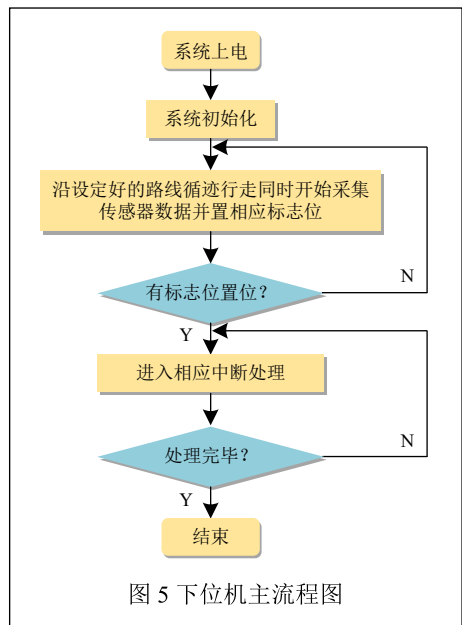 系统上电
系统初始化
沿设定好的路线循迹行走同时开始采集
传感器数据并置相应标志位
有标志位置位？
N
Y
进入相应中断处理
处理完毕？
N
Y
结束
图 5 下位机主流程图